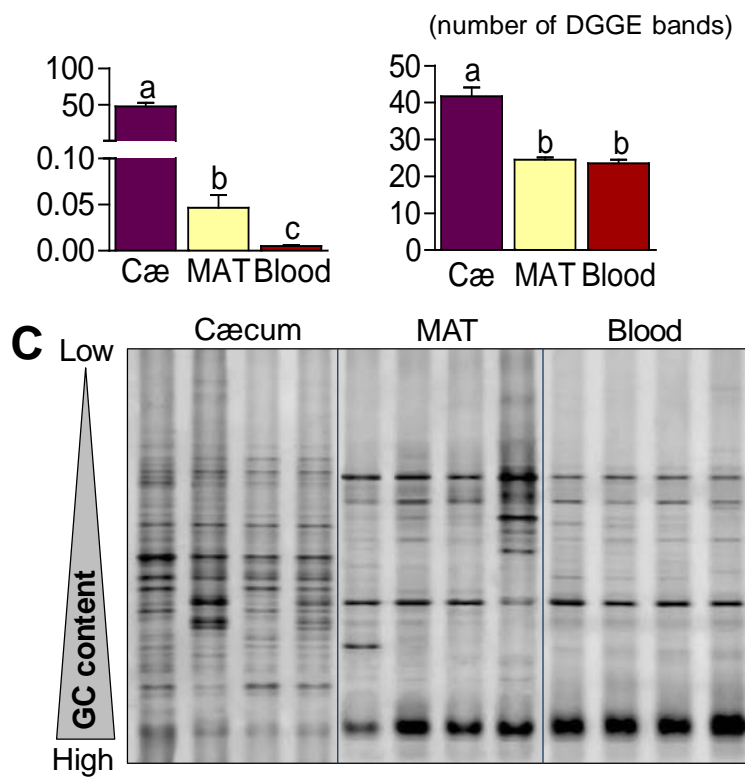 (number of DGGE bands)
100
50
0.10
0.05
0.00
a
b
c
Cæ MAT Blood
50
40
30
20
10
0
a
b
b
Cæ MAT Blood
C
Cæcum MAT Blood
Low
GC content
High